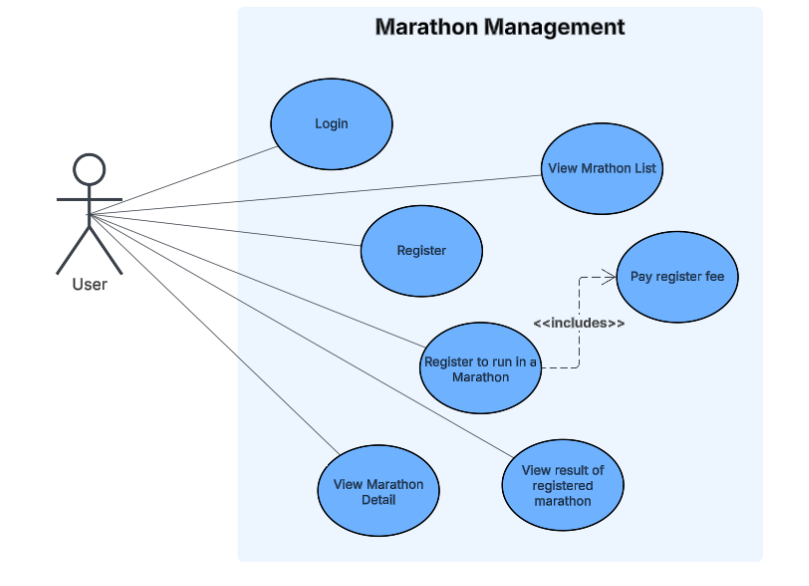 Marathon Management
Login
View Mrathon List
Register
Pay register fee
User
<<includes>>
Register to run in a
Marathon
View result of
registered
marathon
View Marathon
Detail